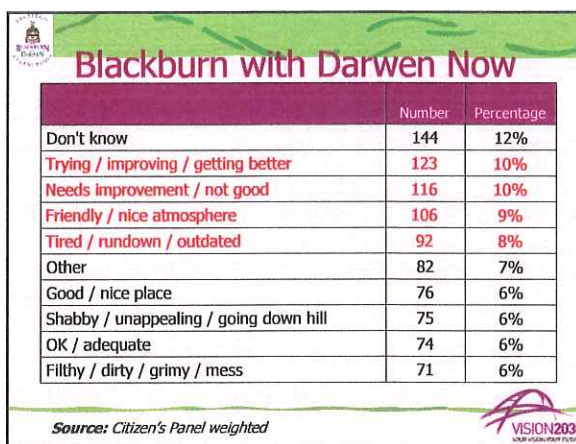 BLACKBURN
DARWEN
Blackburn with Darwen Now
Number Percentage
Don't know 144 12%
Trying / improving / getting better 123 10%
Needs improvement / not good 116 10%
Friendly / nice atmosphere 106 9%
Tired / rundown / outdated 92 8%
Other 82 7%
Good / nice place 76 6%
Shabby / unappealing / going down hill 75 6%
OK / adequate 74 6%
Filthy / dirty / grimy / mess 71 6%
Source: Citizen's Panel weighted
VISION203